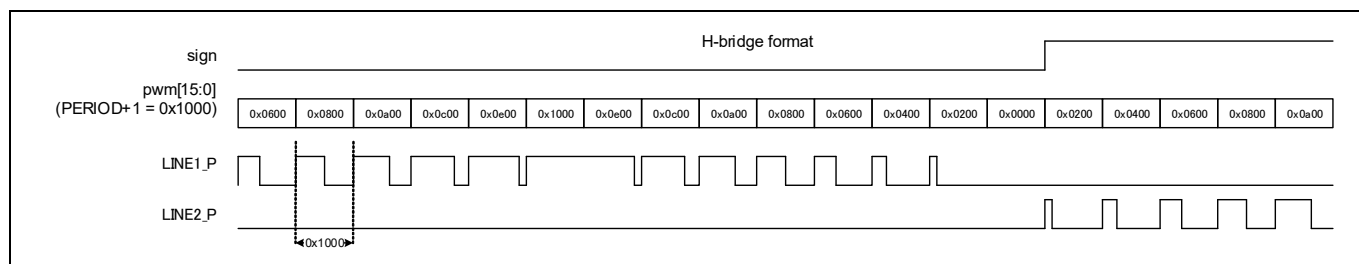 H-bridge format
sign
pwm[15:0]
(PERIOD+1 = 0x1000)
0x0600 0x0800 0x0a00 0x0c00 0x0e00 0x1000 0x0e00 0x0c00 0x0a00 0x0800 0x0600 0x0400 0x0200 0x0000 0x0200 0x0400 0x0600 0x0800 0x0a00
LINE1_P
LINE2_P
0x1000